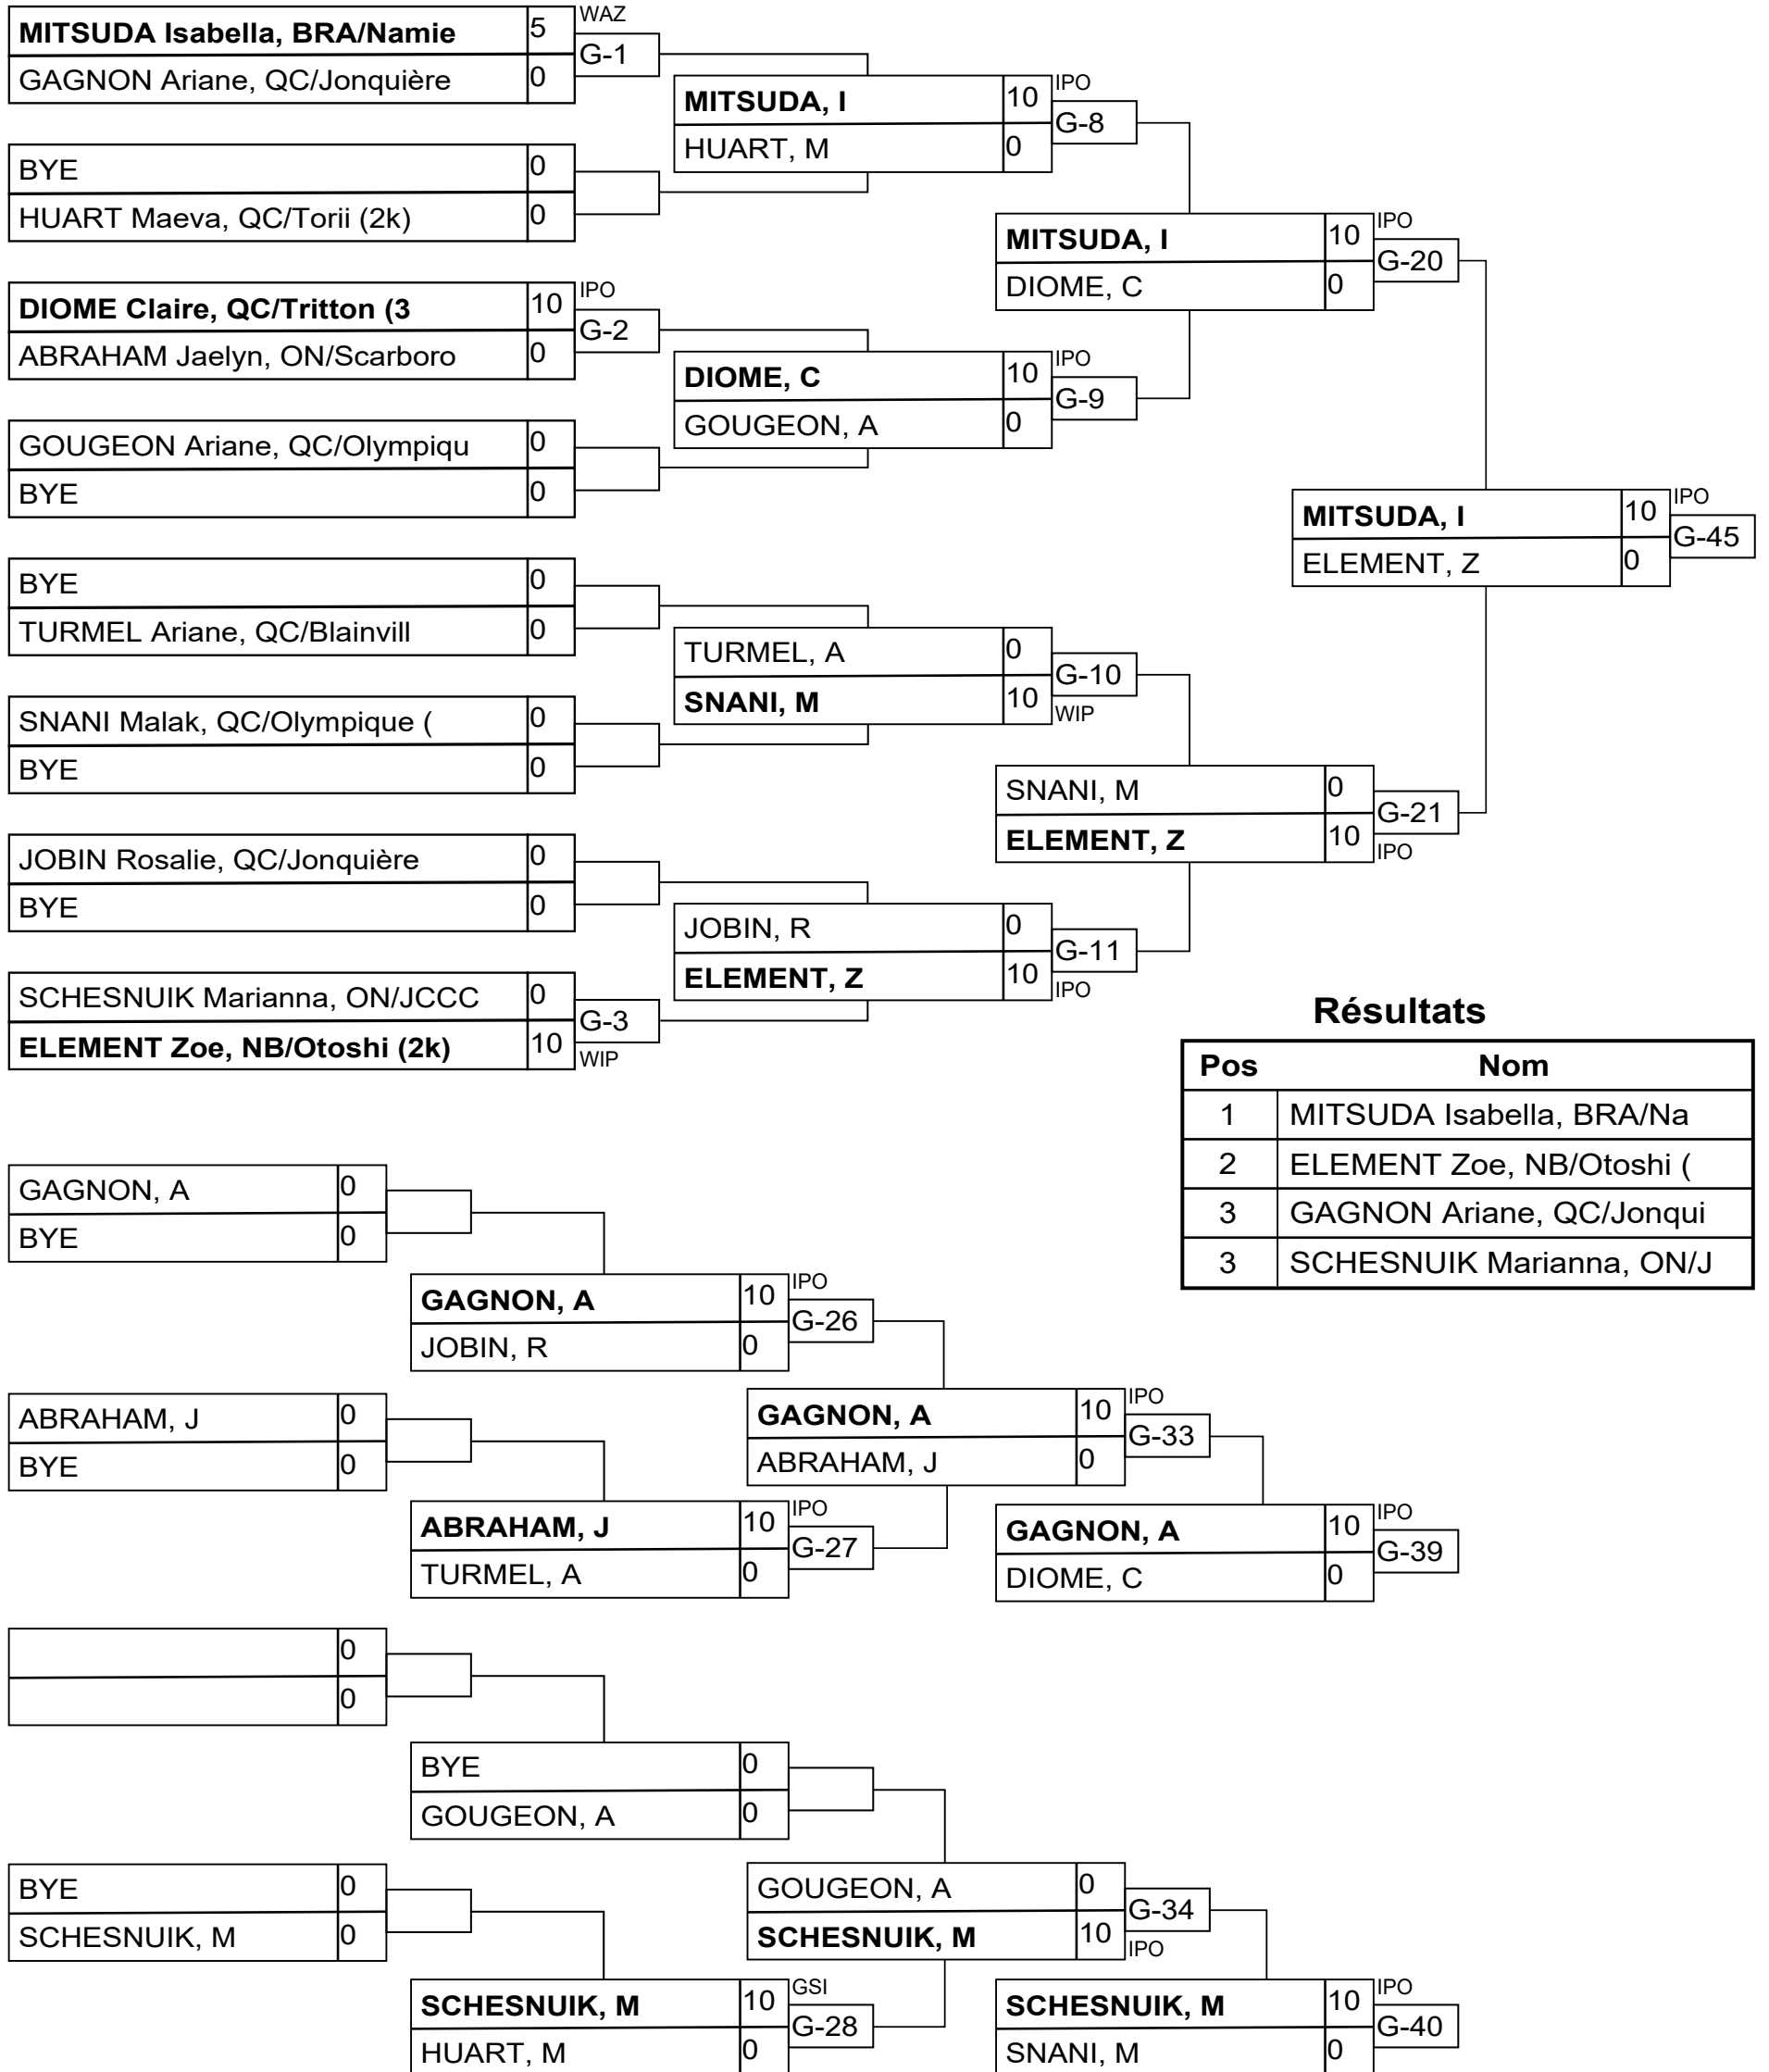 MITSUDA Isabella, BRA/Namie 5 WAZ
G-1
GAGNON Ariane, QC/Jonquière 0
MITSUDA, I 10 IPO
G-8
HUART, M 0
BYE 0
HUART Maeva, QC/Torii (2k) 0
MITSUDA, I 10 IPO
G-20
DIOME, C 0
DIOME Claire, QC/Tritton (3 10 IPO
G-2
ABRAHAM Jaelyn, ON/Scarboro 0
DIOME, C 10 IPO
G-9
GOUGEON, A 0
GOUGEON Ariane, QC/Olympiqu 0
BYE 0
MITSUDA, I 10 IPO
G-45
ELEMENT, Z 0
BYE 0
TURMEL Ariane, QC/Blainvill 0
TURMEL, A 0
G-10
SNANI, M 10 WIP
SNANI Malak, QC/Olympique ( 0
BYE 0
SNANI, M 0
G-21
ELEMENT, Z 10 IPO
JOBIN Rosalie, QC/Jonquière 0
BYE 0
JOBIN, R 0
G-11
ELEMENT, Z 10 IPO
SCHESNUIK Marianna, ON/JCCC 0
G-3
ELEMENT Zoe, NB/Otoshi (2k) 10 WIP
Résultats
Pos Nom
1 MITSUDA Isabella, BRA/Na
2 ELEMENT Zoe, NB/Otoshi (
3 GAGNON Ariane, QC/Jonqui
3 SCHESNUIK Marianna, ON/J
GAGNON, A 0
BYE 0
GAGNON, A 10 IPO
G-26
JOBIN, R 0
ABRAHAM, J 0
BYE 0
GAGNON, A 10 IPO
G-33
ABRAHAM, J 0
ABRAHAM, J 10 IPO
G-27
TURMEL, A 0
GAGNON, A 10 IPO
G-39
DIOME, C 0
0
0
BYE 0
GOUGEON, A 0
BYE 0
SCHESNUIK, M 0
GOUGEON, A 0
G-34
SCHESNUIK, M 10 IPO
SCHESNUIK, M 10 GSI
G-28
HUART, M 0
SCHESNUIK, M 10 IPO
G-40
SNANI, M 0